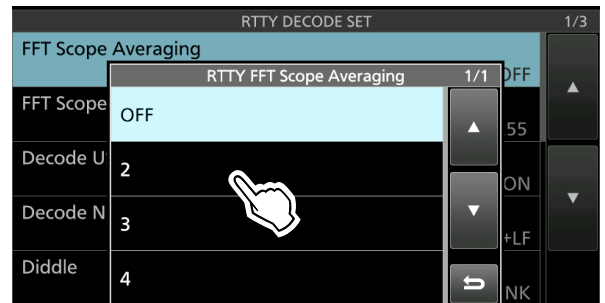 RTTY DECODE SET 1/3
FFT Scope Averaging
RTTY FFT Scope Averaging 1/1
OFF
FFT Scope
OFF
55
Decode U
2
ON
Decode N
3
+LF
Diddle
4
NK